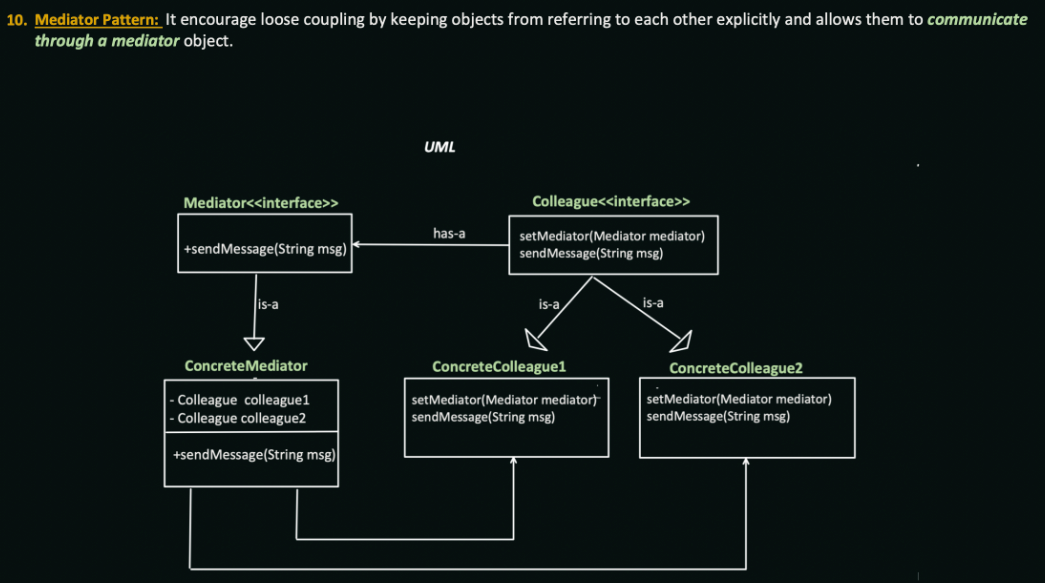 10. Mediator Pattern: It encourage loose coupling by keeping objects from referring to each other explicitly and allows them to communicate
through a mediator object.
UML
Mediator<<interface>>
+sendMessage(String msg)
has-a
Colleague<<interface>>
setMediator(Mediator mediator)
sendMessage(String msg)
is-a
is-a
is-a
ConcreteMediator
- Colleague colleague1
- Colleague colleague2
+sendMessage(String msg)
ConcreteColleague1
setMediator(Mediator mediator)
sendMessage(String msg)
ConcreteColleague2
setMediator(Mediator mediator)
sendMessage(String msg)